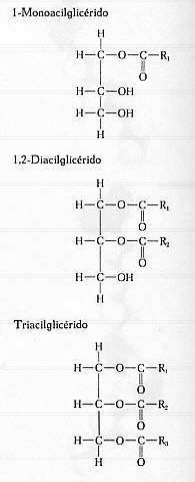 1-Monoacilglicérido
H
H—C—O—C—R₁
O
H—C—OH
H—C—OH
H
1,2-Diacilglicérido
H
H—C—O—C—R₁
O
H—C—O—C—R₂
O
H—C—OH
H
Triacilglicérido
H
H—C—O—C—R₁
O
H—C—O—C—R₂
O
H—C—O—C—R₃
H O